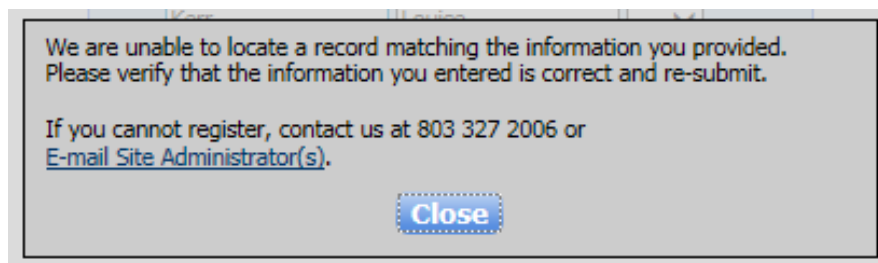 Kerr Louisa
We are unable to locate a record matching the information you provided.
Please verify that the information you entered is correct and re-submit.
If you cannot register, contact us at 803 327 2006 or
E-mail Site Administrator(s).
Close